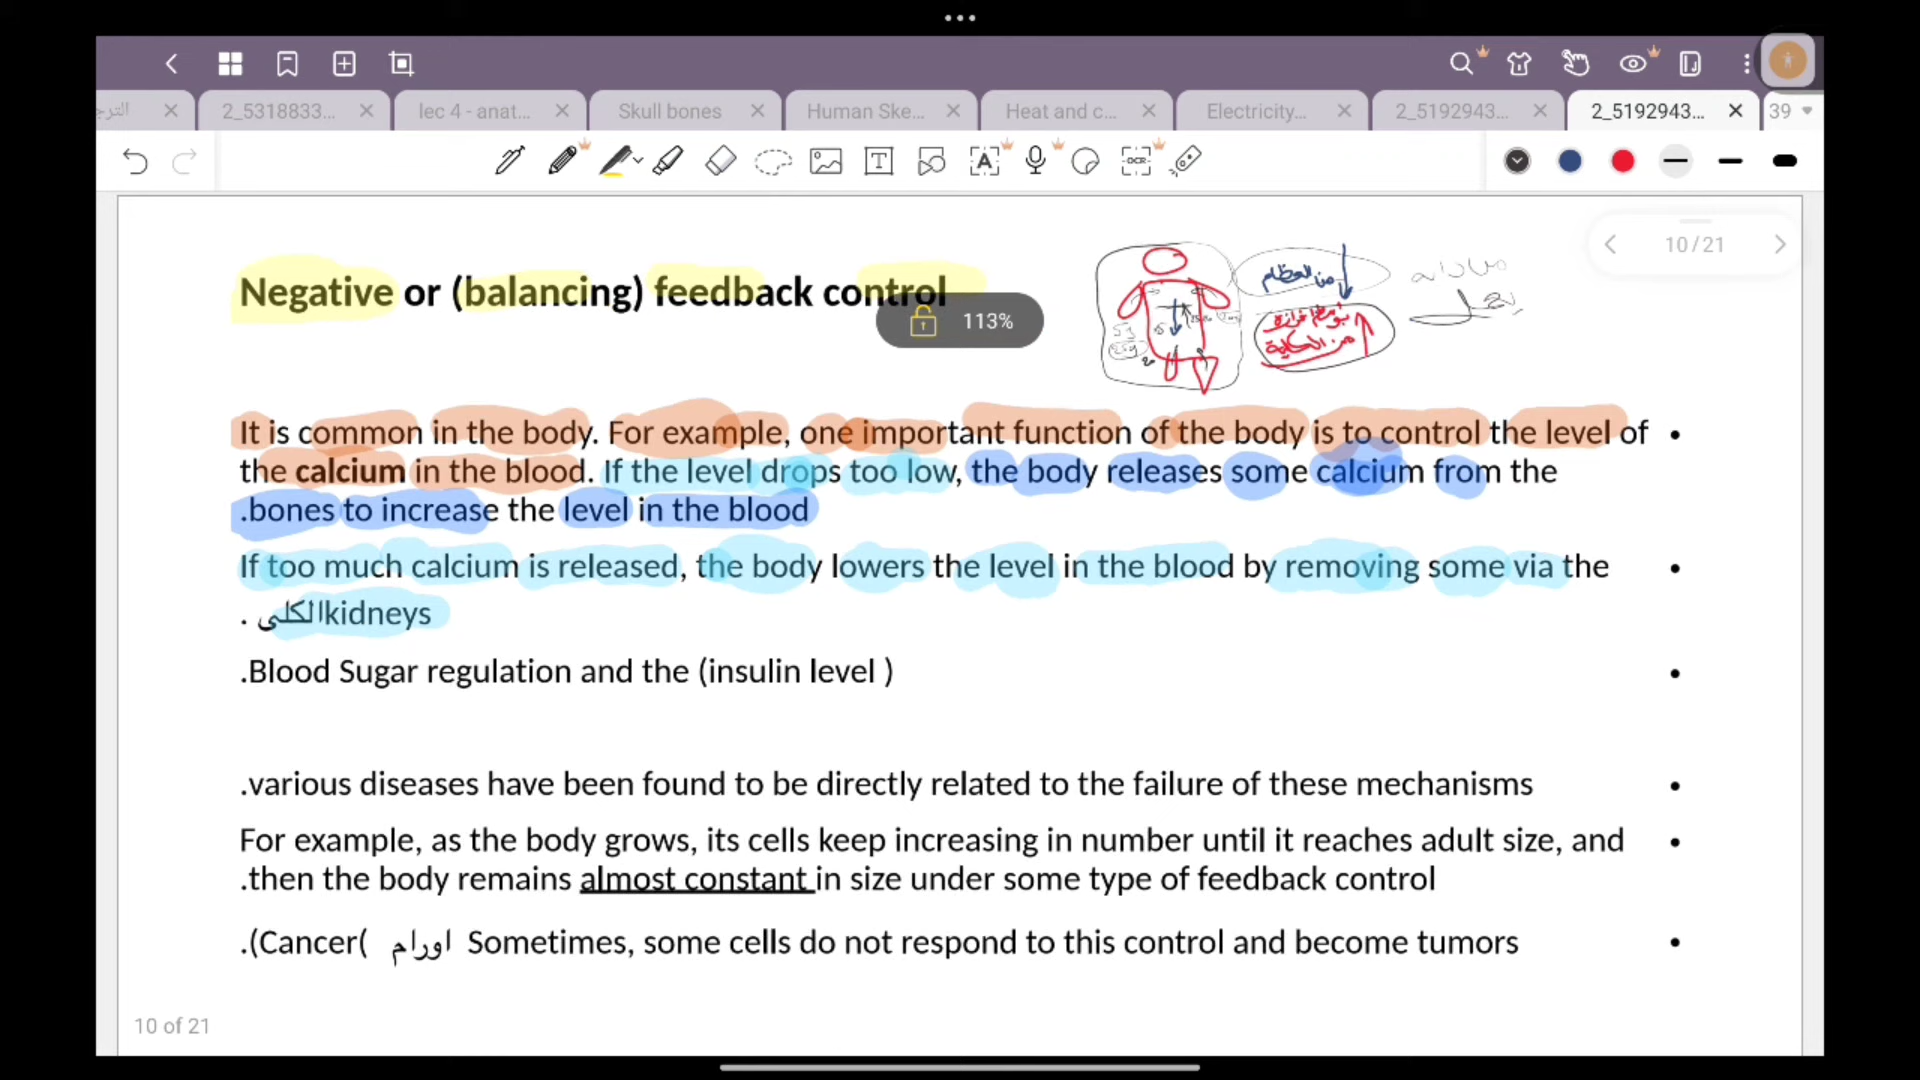 التر
2_5318833...
lec 4 - anat...
Skull bones
Human Ske...
Heat and c...
Electricity...
2_5192943...
2_5192943...
39
10/21
Negative or (balancing) feedback control
113%
من العظام
من الكلية
It is common in the body. For example, one important function of the body is to control the level of
the calcium in the blood. If the level drops too low, the body releases some calcium from the
.bones to increase the level in the blood
If too much calcium is released, the body lowers the level in the blood by removing some via the
. الكلى kidneys
.Blood Sugar regulation and the (insulin level )
.various diseases have been found to be directly related to the failure of these mechanisms
For example, as the body grows, its cells keep increasing in number until it reaches adult size, and
.then the body remains almost constant in size under some type of feedback control
.(Cancer( اورام Sometimes, some cells do not respond to this control and become tumors
10 of 21